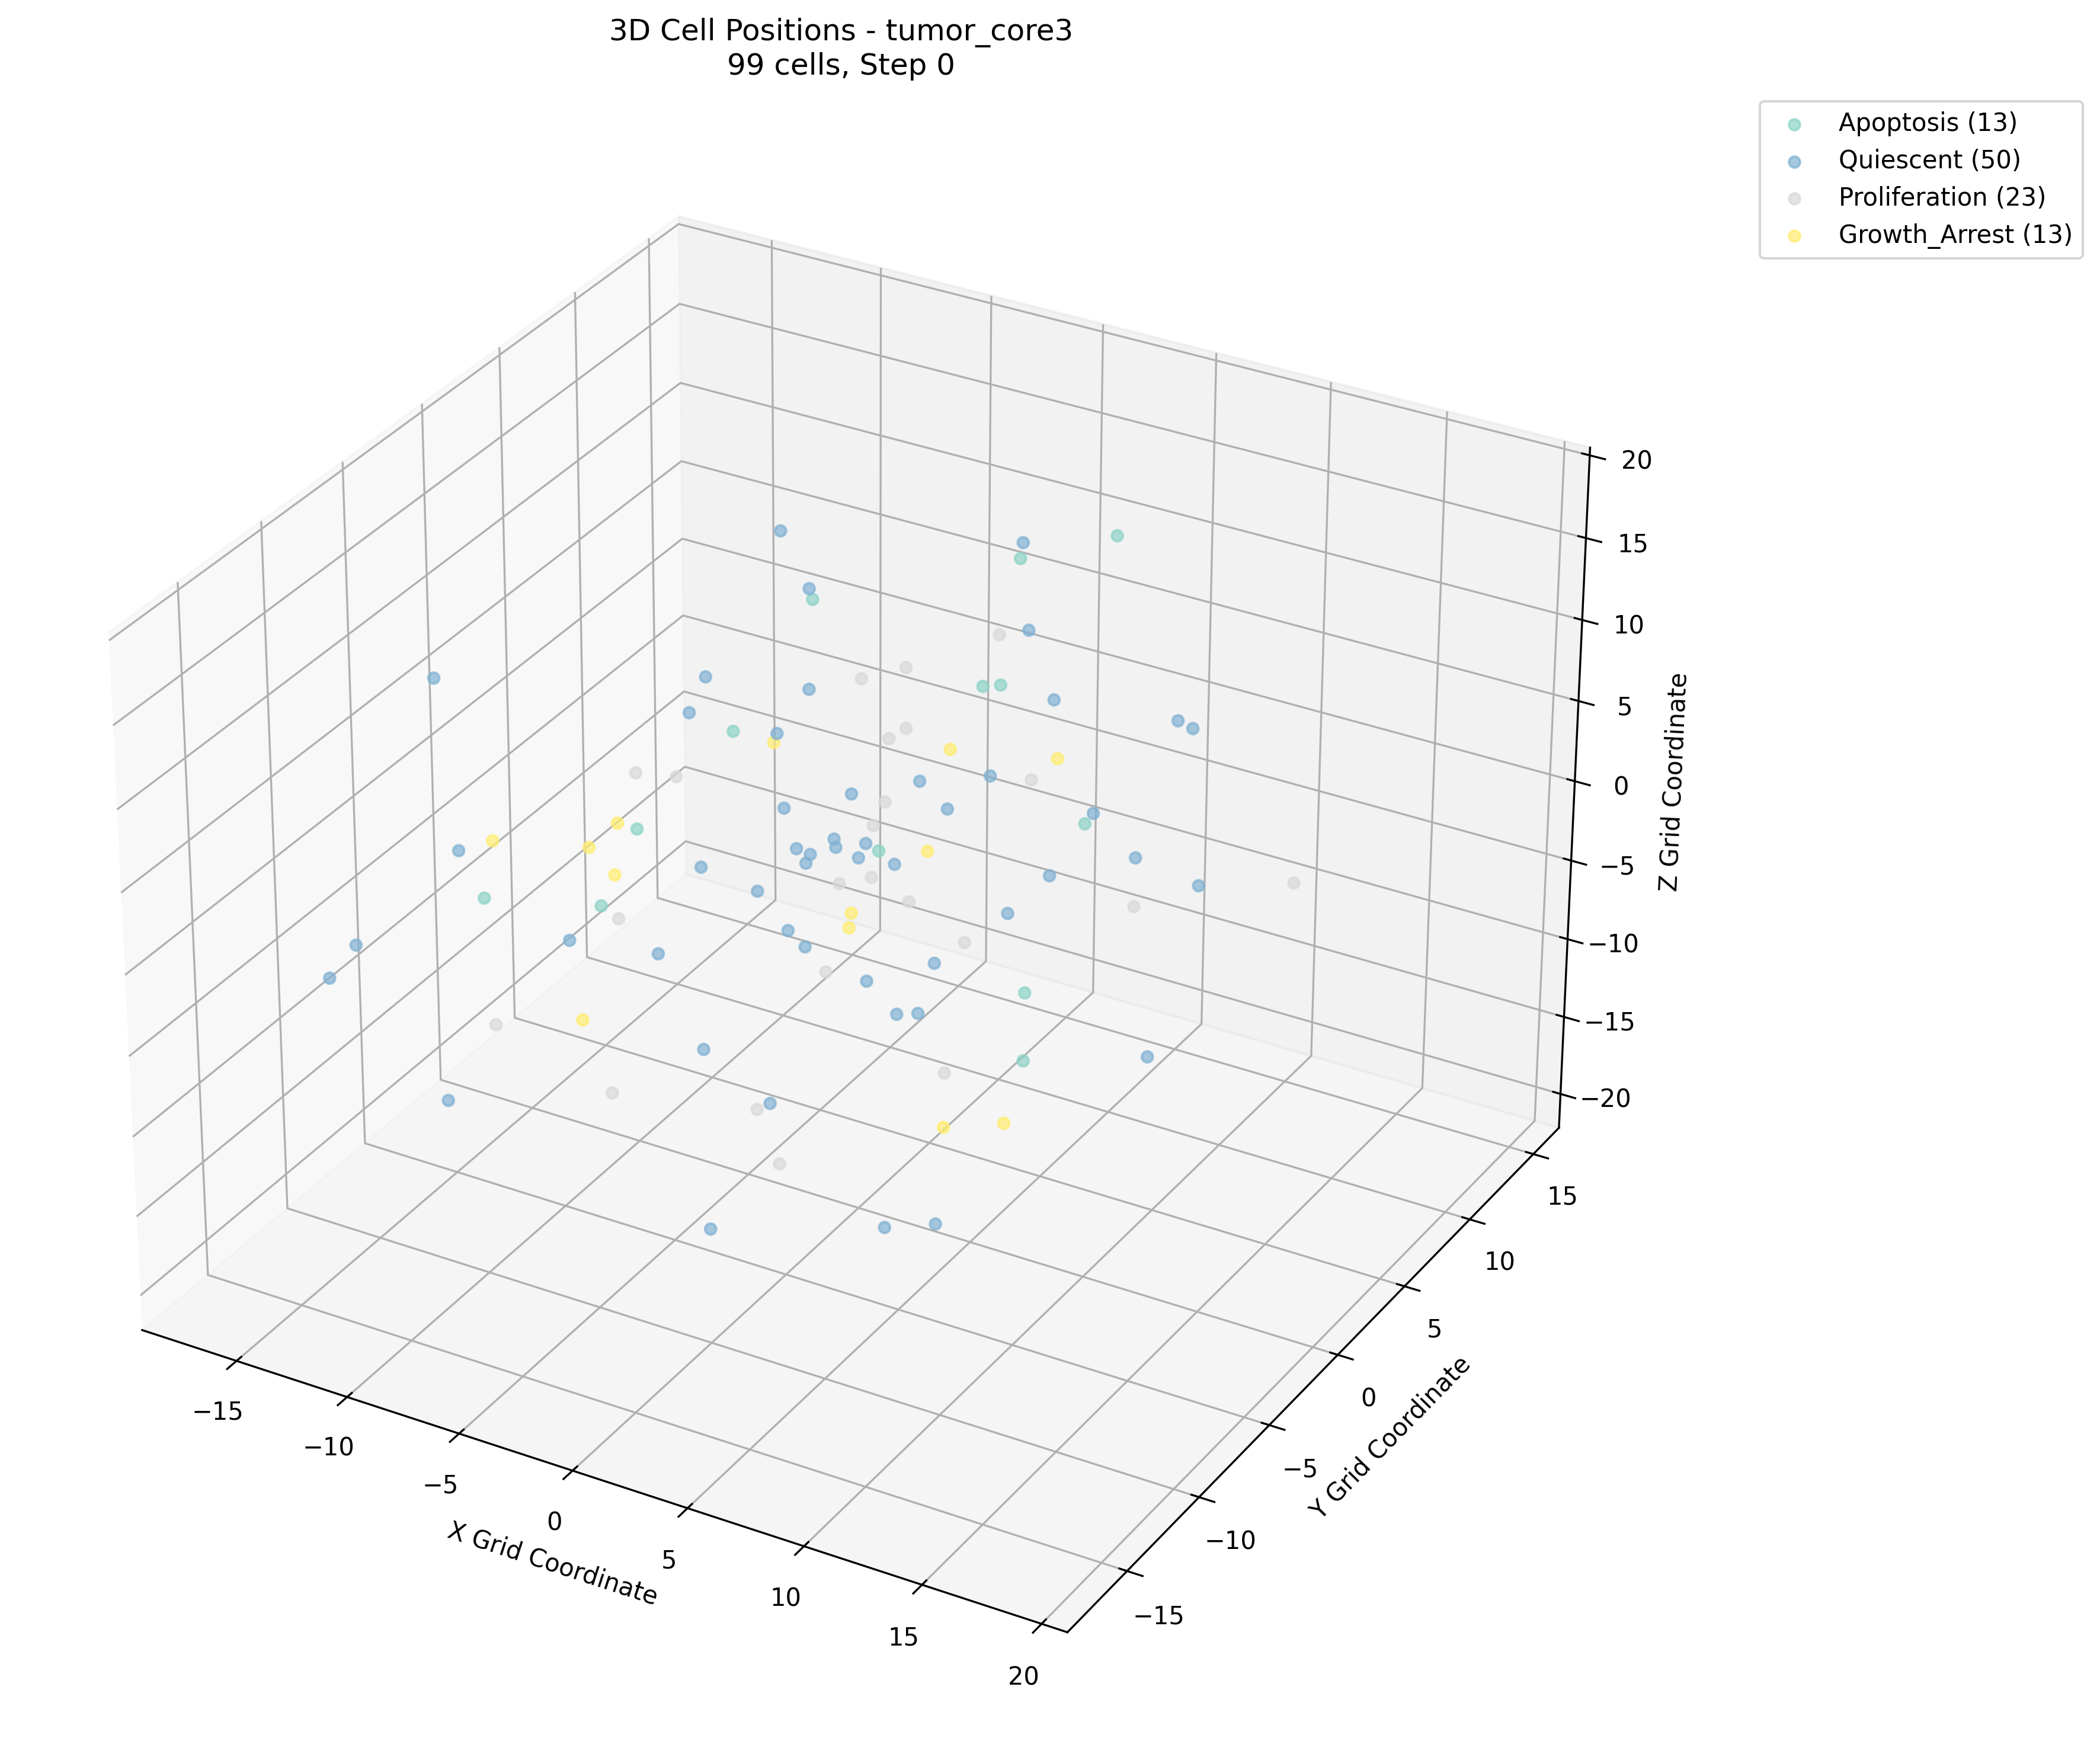 3D Cell Positions - tumor_core3
99 cells, Step 0
Apoptosis (13)
Quiescent (50)
Proliferation (23)
Growth_Arrest (13)
20
15
10
5
0
−5
−10
−15
−20
Z Grid Coordinate
15
10
5
0
−5
−10
−15
Y Grid Coordinate
−15
−10
−5
0
5
10
15
20
X Grid Coordinate